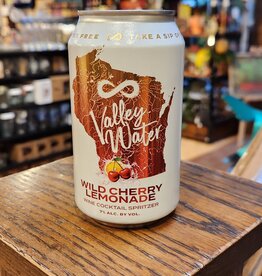 FREE ∞ TAKE A SIP O
Valley
Water
WILD CHERRY
LEMONADE
WINE COCKTAIL SPRITZER
7% ALC. BY VOL.